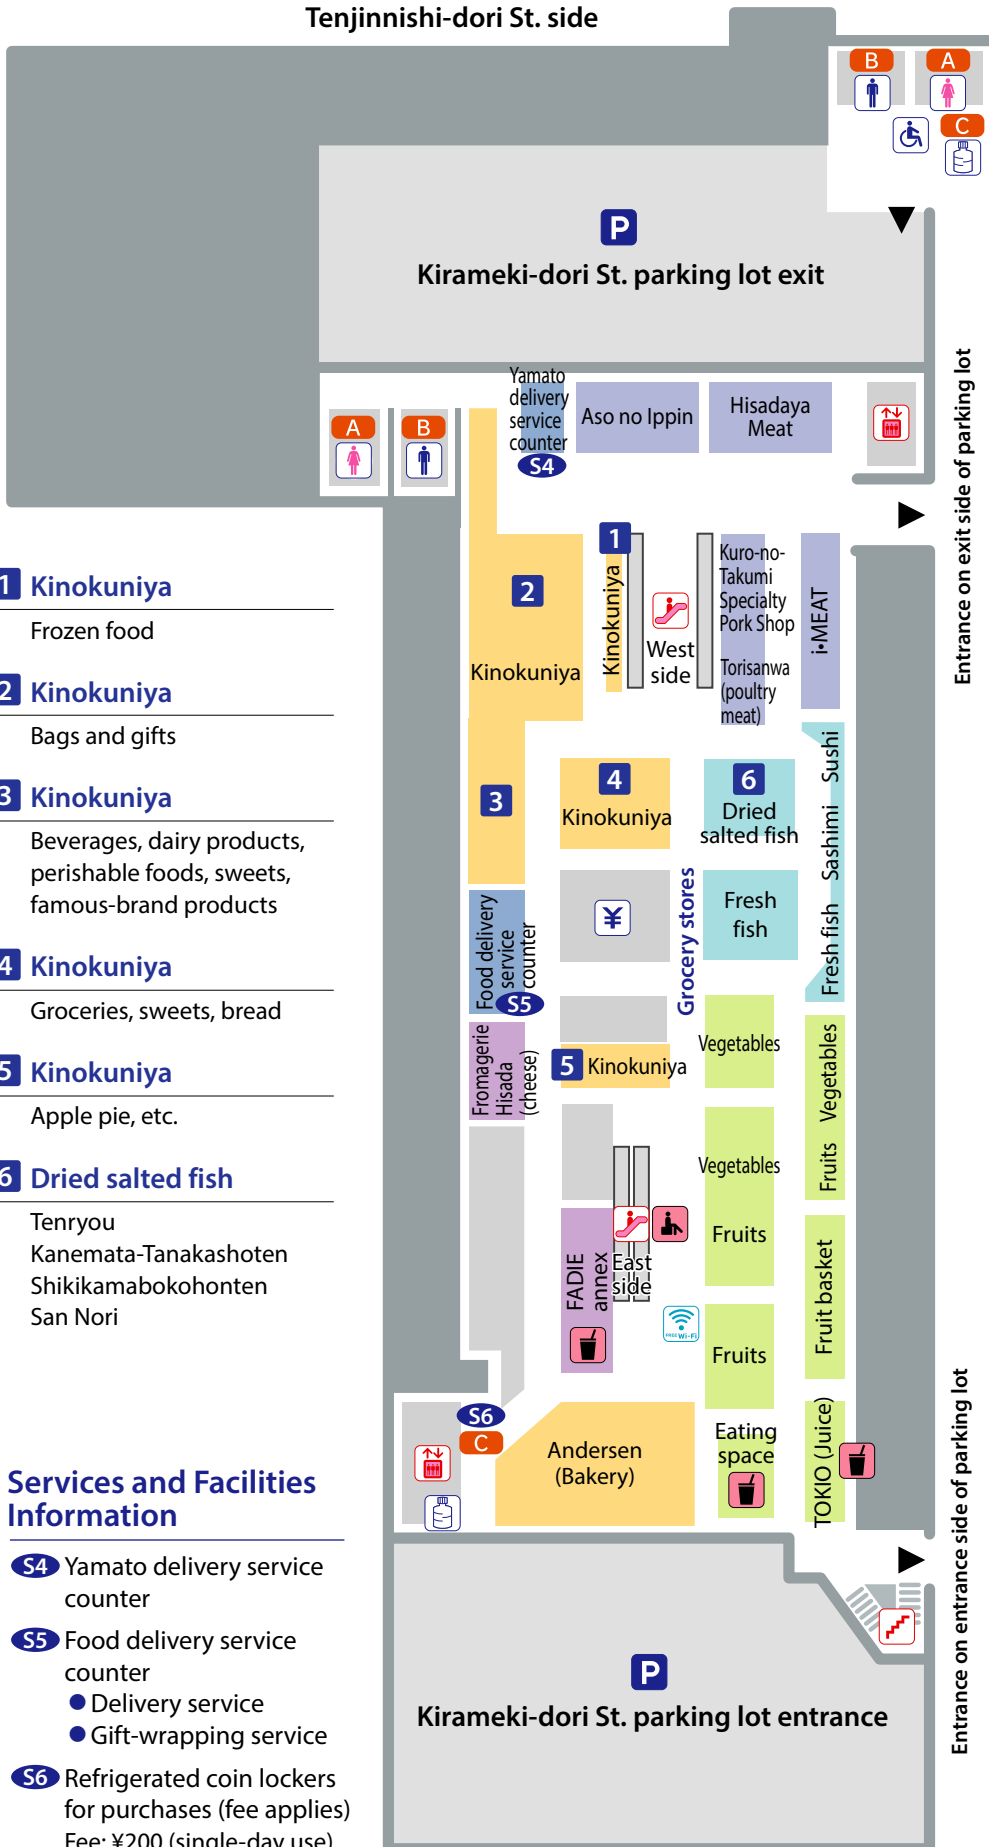 Tenjinnishi-dori St. side
B
A
C
P
Kirameki-dori St. parking lot exit
Entrance on exit side of parking lot
A
B
Yamato
delivery
service
counter
S4
Aso no Ippin
Hisadaya
Meat
1
Kinokuniya
2
Kinokuniya
West
side
Kuro-no-
Takumi
Specialty
Pork Shop
Torisanwa
(poultry
meat)
i•MEAT
3
4
Kinokuniya
6
Dried
salted fish
Sushi
Sashimi
Fresh fish
Grocery stores
¥
Fresh
fish
Food delivery
service
counter
S5
Fromagerie
Hisada
(cheese)
5 Kinokuniya
Vegetables
Vegetables
Fruits
Vegetables
Fruits
FADIE
annex
East
side
FREE Wi-Fi
Fruits
Fruit basket
S6
C
Andersen
(Bakery)
Eating
space
TOKIO (Juice)
Entrance on entrance side of parking lot
P
Kirameki-dori St. parking lot entrance
1 Kinokuniya
Frozen food
2 Kinokuniya
Bags and gifts
3 Kinokuniya
Beverages, dairy products,
perishable foods, sweets,
famous-brand products
4 Kinokuniya
Groceries, sweets, bread
5 Kinokuniya
Apple pie, etc.
6 Dried salted fish
Tenryou
Kanemata-Tanakashoten
Shikikamabokohonten
San Nori
Services and Facilities
Information
S4 Yamato delivery service
counter
S5 Food delivery service
counter
● Delivery service
● Gift-wrapping service
S6 Refrigerated coin lockers
for purchases (fee applies)
Fee: ¥200 (single-day use)